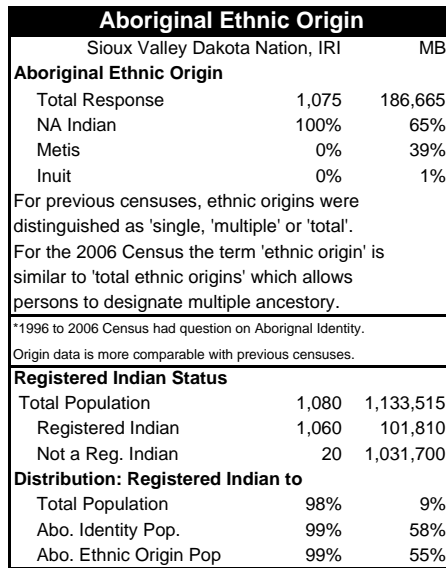 Aboriginal Ethnic Origin
Sioux Valley Dakota Nation, IRI MB
Aboriginal Ethnic Origin
Total Response 1,075 186,665
NA Indian 100% 65%
Metis 0% 39%
Inuit 0% 1%
For previous censuses, ethnic origins were
distinguished as 'single, 'multiple' or 'total'.
For the 2006 Census the term 'ethnic origin' is
similar to 'total ethnic origins' which allows
persons to designate multiple ancestory.
*1996 to 2006 Census had question on Aborignal Identity.
Origin data is more comparable with previous censuses.
Registered Indian Status
Total Population 1,080 1,133,515
Registered Indian 1,060 101,810
Not a Reg. Indian 20 1,031,700
Distribution: Registered Indian to
Total Population 98% 9%
Abo. Identity Pop. 99% 58%
Abo. Ethnic Origin Pop 99% 55%